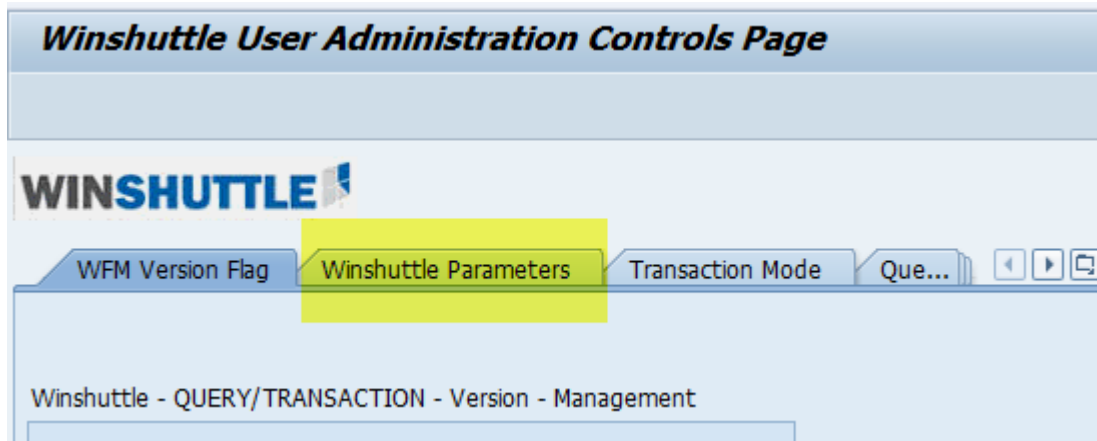 Winshuttle User Administration Controls Page
WINSHUTTLE
WFM Version Flag Winshuttle Parameters Transaction Mode Que...
Winshuttle - QUERY/TRANSACTION - Version - Management